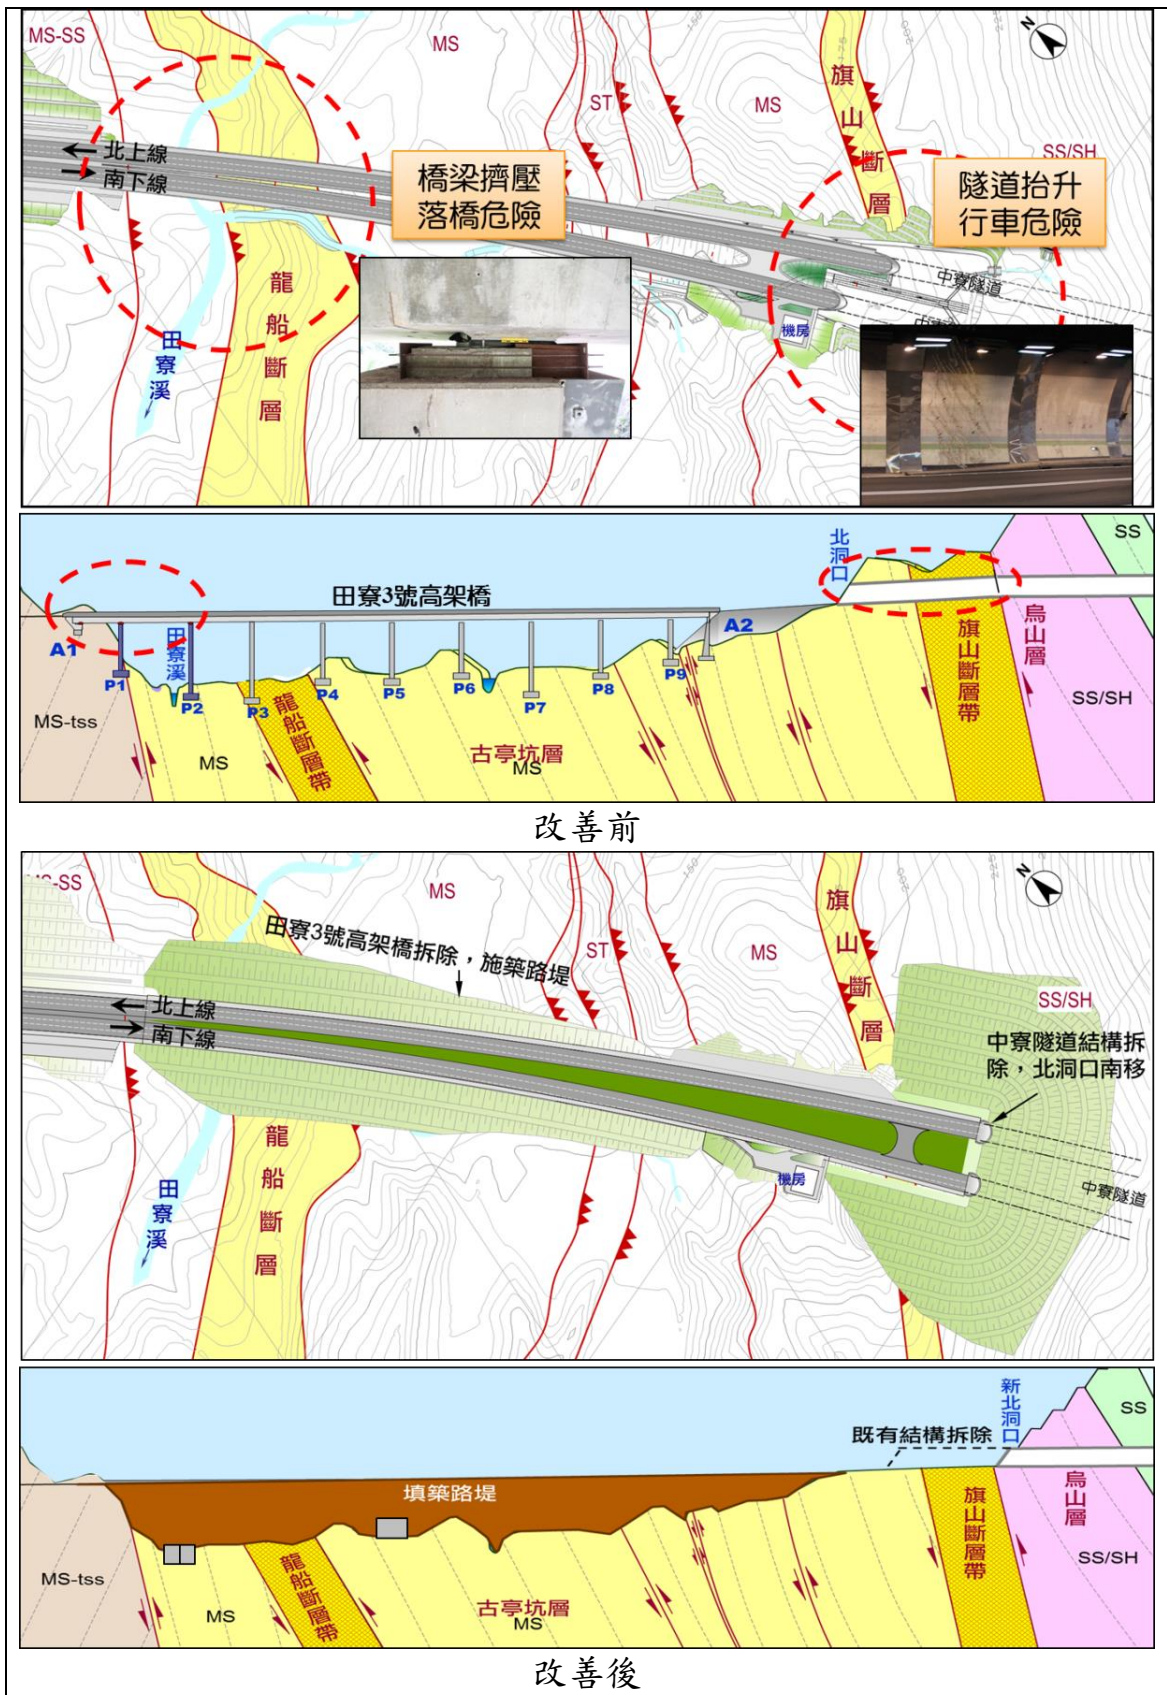 MS-SS
MS
ST
MS
SS/SH
N
175
200
225
150
旗山斷層
北上線
南下線
橋梁擠壓
落橋危險
隧道抬升
行車危險
龍船斷層
田寮溪
機房
中寮隧道
北洞口
SS
田寮3號高架橋
A1
田寮溪
A2
P1
P2
P3
P4
P5
P6
P7
P8
P9
MS-tss
MS
龍船斷層帶
古亭坑層
MS
旗山斷層帶
烏山層
SS/SH
改善前
MS-SS
MS
ST
MS
SS/SH
N
旗山斷層
田寮3號高架橋拆除，施築路堤
北上線
南下線
中寮隧道結構拆
除，北洞口南移
龍船斷層
田寮溪
機房
中寮隧道
新北洞口
SS
既有結構拆除
填築路堤
MS-tss
MS
龍船斷層帶
古亭坑層
MS
旗山斷層帶
烏山層
SS/SH
改善後